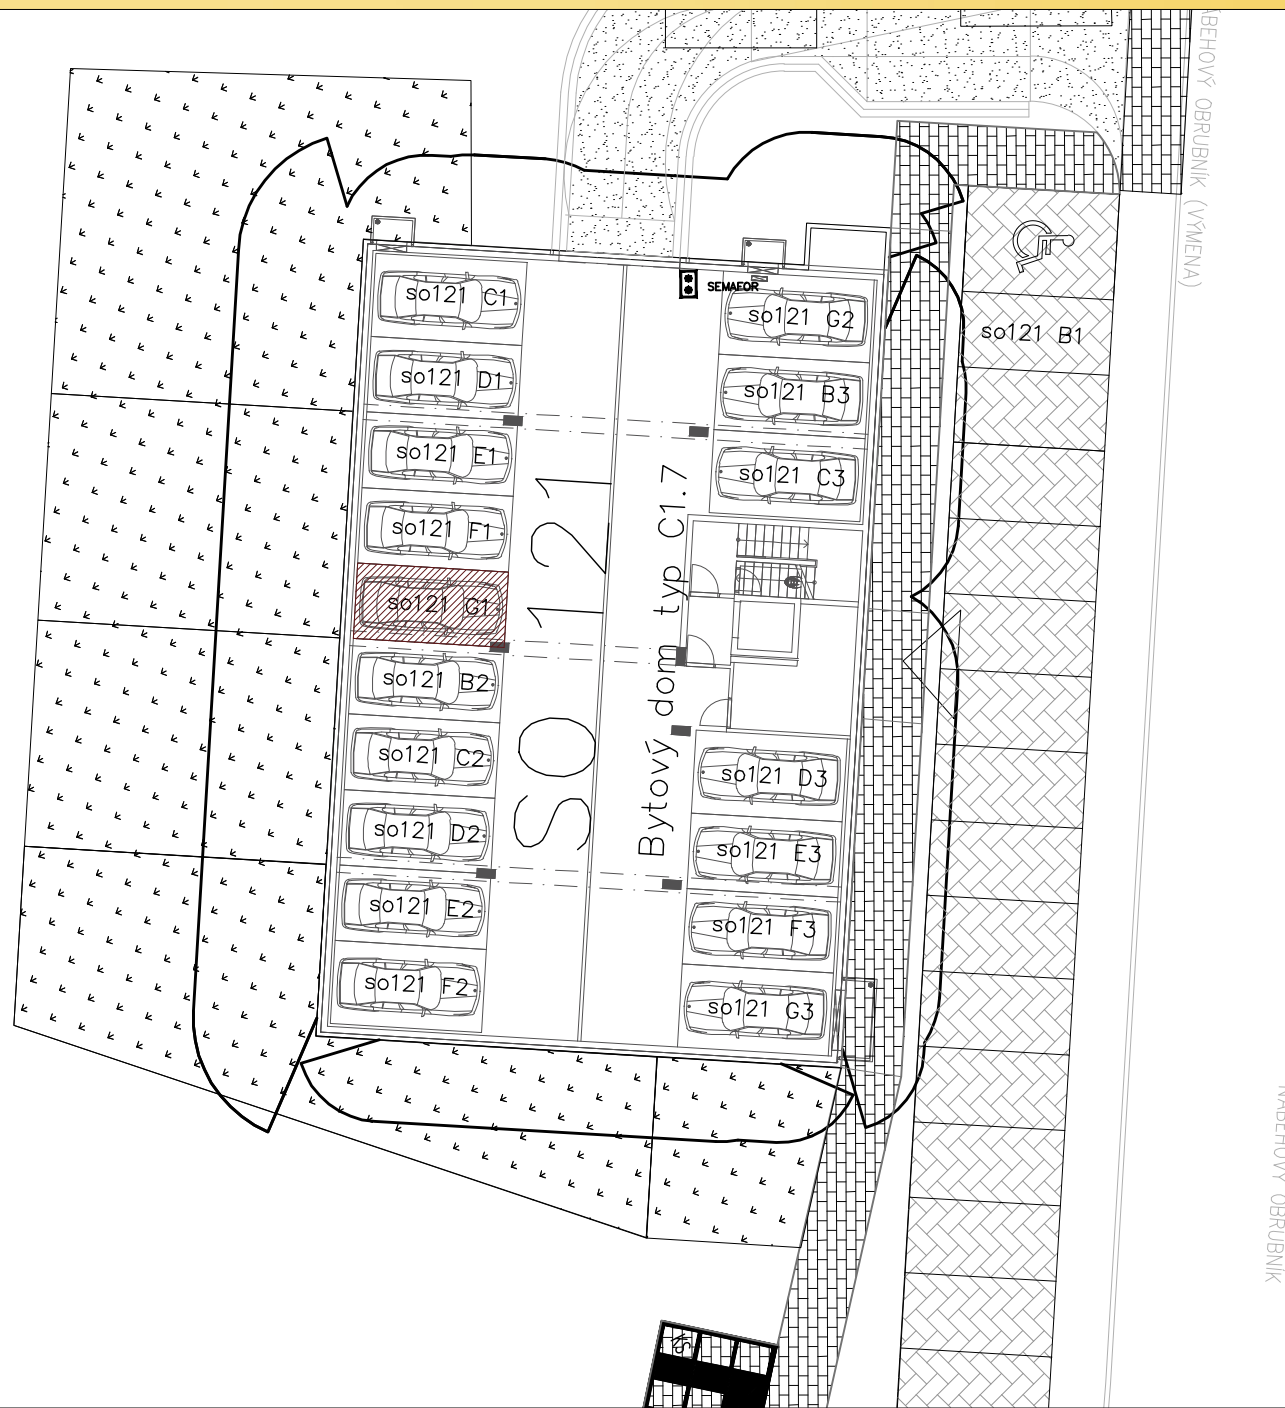 ÁBEHOVÝ OBRUBNÍK (VÝMENA)
SEMAFOR
so121 C1
so121 D1
so121 E1
so121 F1
so121 G1
so121 B2
so121 C2
so121 D2
so121 E2
so121 F2
SO 121
Bytový dom typ C1.7
so121 G2
so121 B3
so121 C3
so121 D3
so121 E3
so121 F3
so121 G3
so121 B1
NÁBEHOVÝ OBRUBNÍK